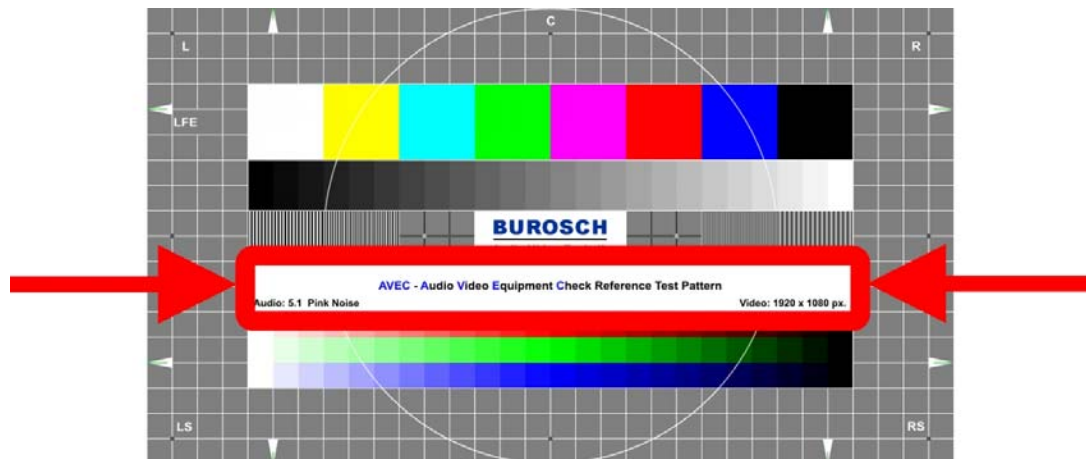 C
L R
LFE
BUROSCH
AVEC - Audio Video Equipment Check Reference Test Pattern
Audio: 5.1 Pink Noise Video: 1920 x 1080 px.
LS RS